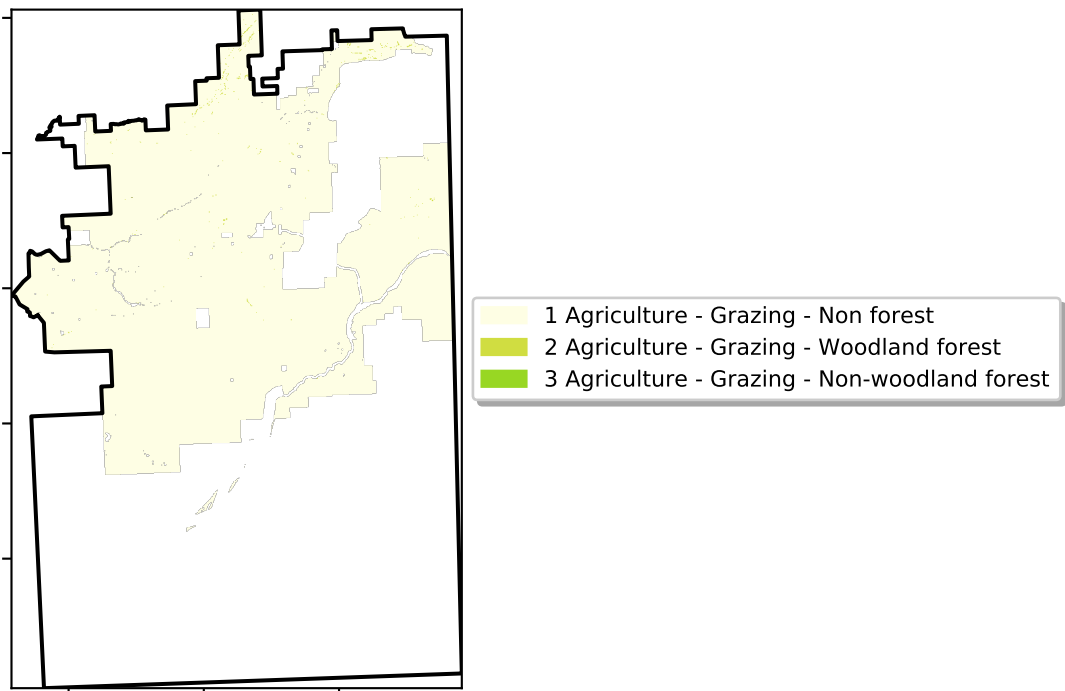 1 Agriculture - Grazing - Non forest
2 Agriculture - Grazing - Woodland forest
3 Agriculture - Grazing - Non-woodland forest